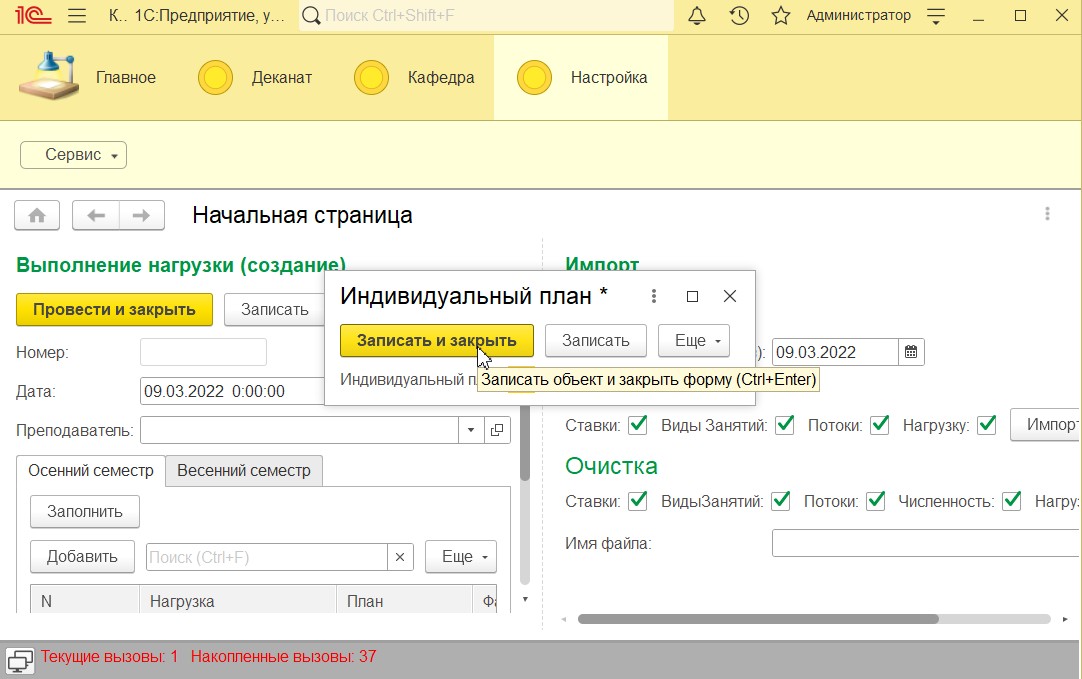 1С К.. 1С:Предприятие, у... Поиск Ctrl+Shift+F Администратор
Главное Деканат Кафедра Настройка
Сервис
Начальная страница
Выполнение нагрузки (создание)
Импорт
Индивидуальный план *
Провести и закрыть Записать
Записать и закрыть Записать Еще
Номер:
): 09.03.2022
Индивидуальный п
Записать объект и закрыть форму (Ctrl+Enter)
Дата: 09.03.2022 0:00:00
Преподаватель:
Ставки: Виды Занятий: Потоки: Нагрузку: Импорт
Осенний семестр Весенний семестр
Очистка
Ставки: ВидыЗанятий: Потоки: Численность: Нагруз
Заполнить
Имя файла:
Добавить Поиск (Ctrl+F) × Еще
N Нагрузка План Фа
Текущие вызовы: 1 Накопленные вызовы: 37